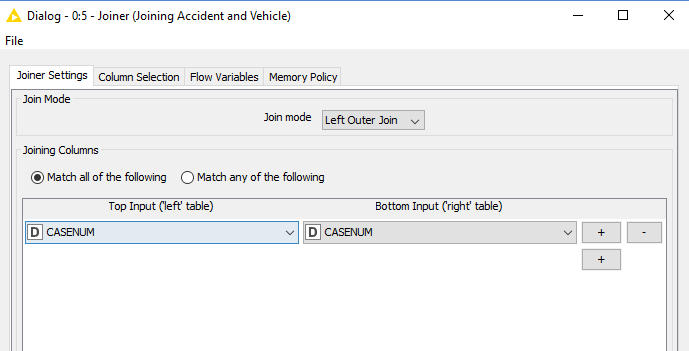 Dialog - 0:5 - Joiner (Joining Accident and Vehicle)
File
Joiner Settings Column Selection Flow Variables Memory Policy
Join Mode
Join mode Left Outer Join
Joining Columns
Match all of the following Match any of the following
Top Input ('left' table) Bottom Input ('right' table)
D CASENUM D CASENUM + -
+